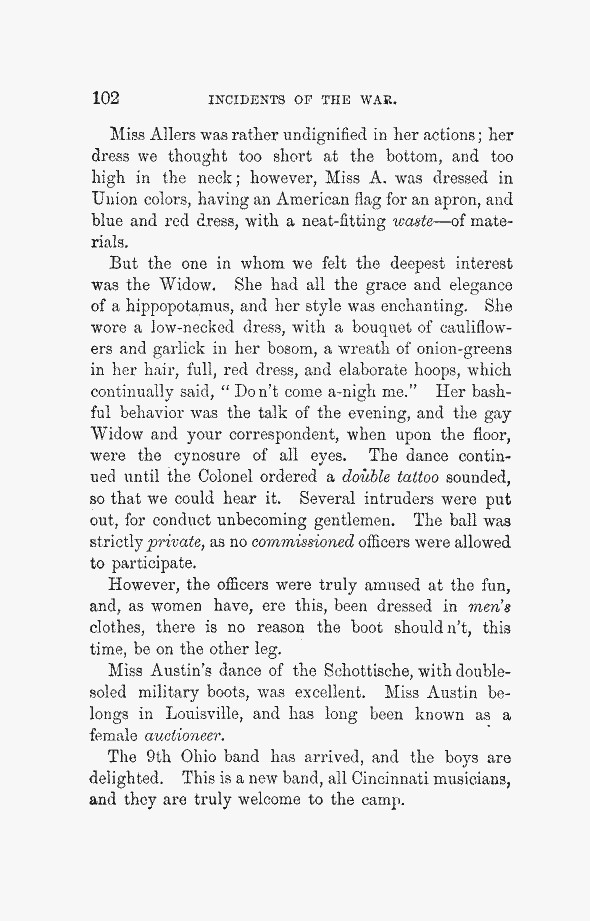 102 INCIDENTS OF THE WAR.
Miss Allers was rather undignified in her actions; her
dress we thought too short at the bottom, and too
high in the neck; however, Miss A. was dressed in
Union colors, having an American flag for an apron, and
blue and red dress, with a neat-fitting waste—of mate-
rials.
But the one in whom we felt the deepest interest
was the Widow. She had all the grace and elegance
of a hippopotamus, and her style was enchanting. She
wore a low-necked dress, with a bouquet of cauliflow-
ers and garlick in her bosom, a wreath of onion-greens
in her hair, full, red dress, and elaborate hoops, which
continually said, “Don't come a-nigh me.” Her bash-
ful behavior was the talk of the evening, and the gay
Widow and your correspondent, when upon the floor,
were the cynosure of all eyes. The dance contin-
ued until the Colonel ordered a double tattoo sounded,
so that we could hear it. Several intruders were put
out, for conduct unbecoming gentlemen. The ball was
strictly private, as no commissioned officers were allowed
to participate.
However, the officers were truly amused at the fun,
and, as women have, ere this, been dressed in men's
clothes, there is no reason the boot shouldn't, this
time, be on the other leg.
Miss Austin's dance of the Schottische, with double-
soled military boots, was excellent. Miss Austin be-
longs in Louisville, and has long been known as a
female auctioneer.
The 9th Ohio band has arrived, and the boys are
delighted. This is a new band, all Cincinnati musicians,
and they are truly welcome to the camp.